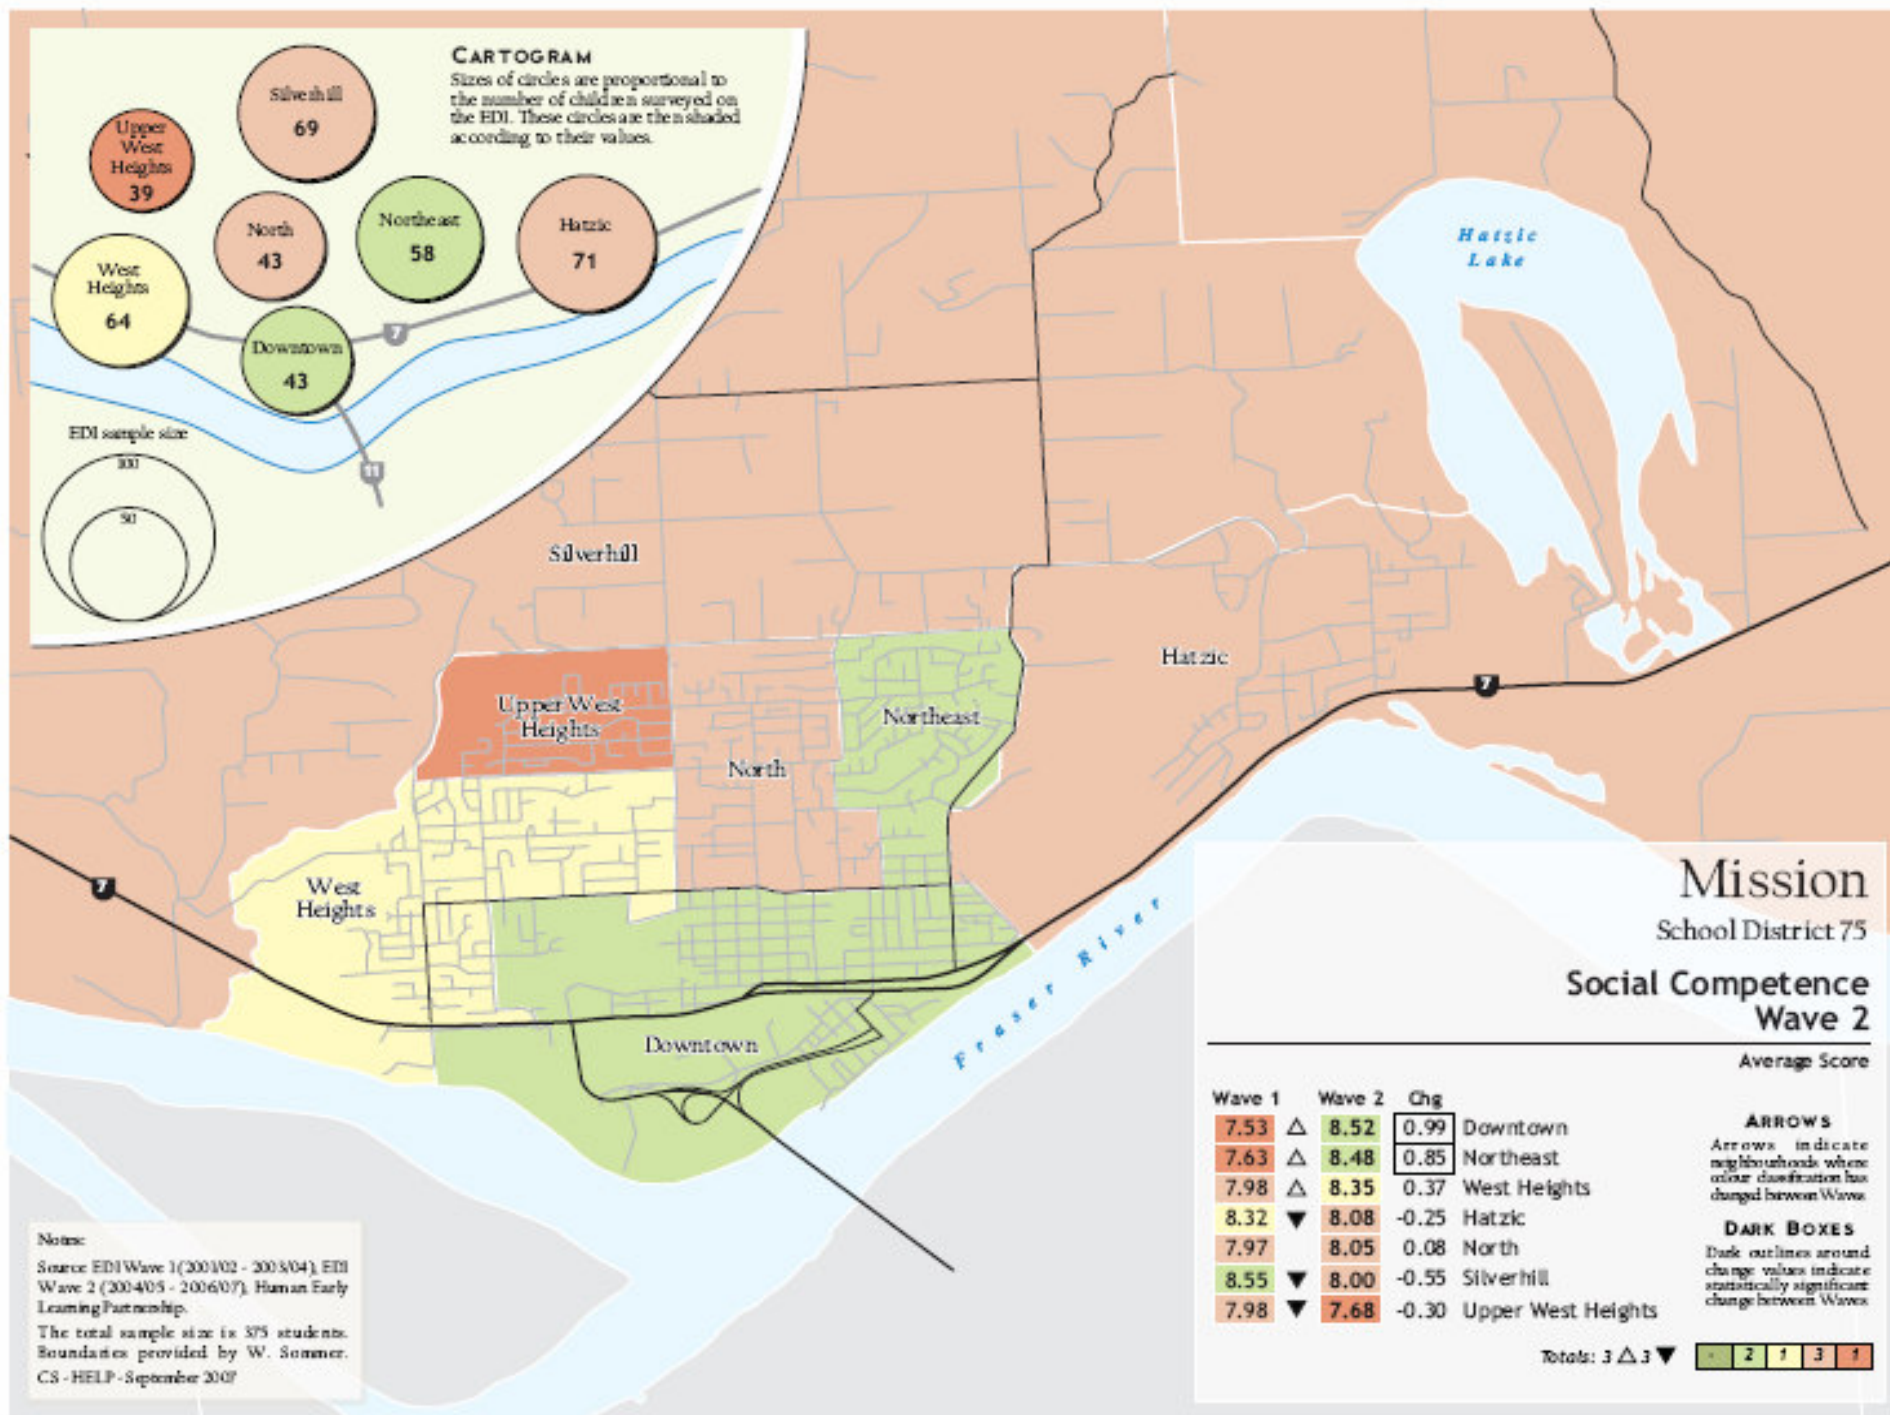 CARTOGRAM
Sizes of circles are proportional to
the number of children surveyed on
the EDI. These circles are then shaded
according to their values.
Silverhill
69
Upper
West
Heights
39
North
43
Northeast
58
Hatzic
71
West
Heights
64
Downtown
43
7
11
EDI sample size
100
50
Hatzic
Lake
Silverhill
Hatzic
7
Upper West
Heights
Northeast
North
West
Heights
7
Downtown
Fraser River
Mission
School District 75
Social Competence
Wave 2
Average Score
Wave 1 Wave 2 Chg
7.53 △ 8.52 0.99 Downtown
7.63 △ 8.48 0.85 Northeast
7.98 △ 8.35 0.37 West Heights
8.32 ▼ 8.08 -0.25 Hatzic
7.97 8.05 0.08 North
8.55 ▼ 8.00 -0.55 Silverhill
7.98 ▼ 7.68 -0.30 Upper West Heights
Totals: 3 △ 3 ▼ - 2 1 3 1
ARROWS
Arrows indicate
neighbourhoods where
colour classification has
changed between Waves
DARK BOXES
Dark outlines around
change values indicate
statistically significant
change between Waves
Notes:
Source EDI Wave 1 (2001/02 - 2003/04); EDI
Wave 2 (2004/05 - 2006/07); Human Early
Learning Partnership.
The total sample size is 375 students.
Boundaries provided by W. Sommer.
CS - HELP - September 2007